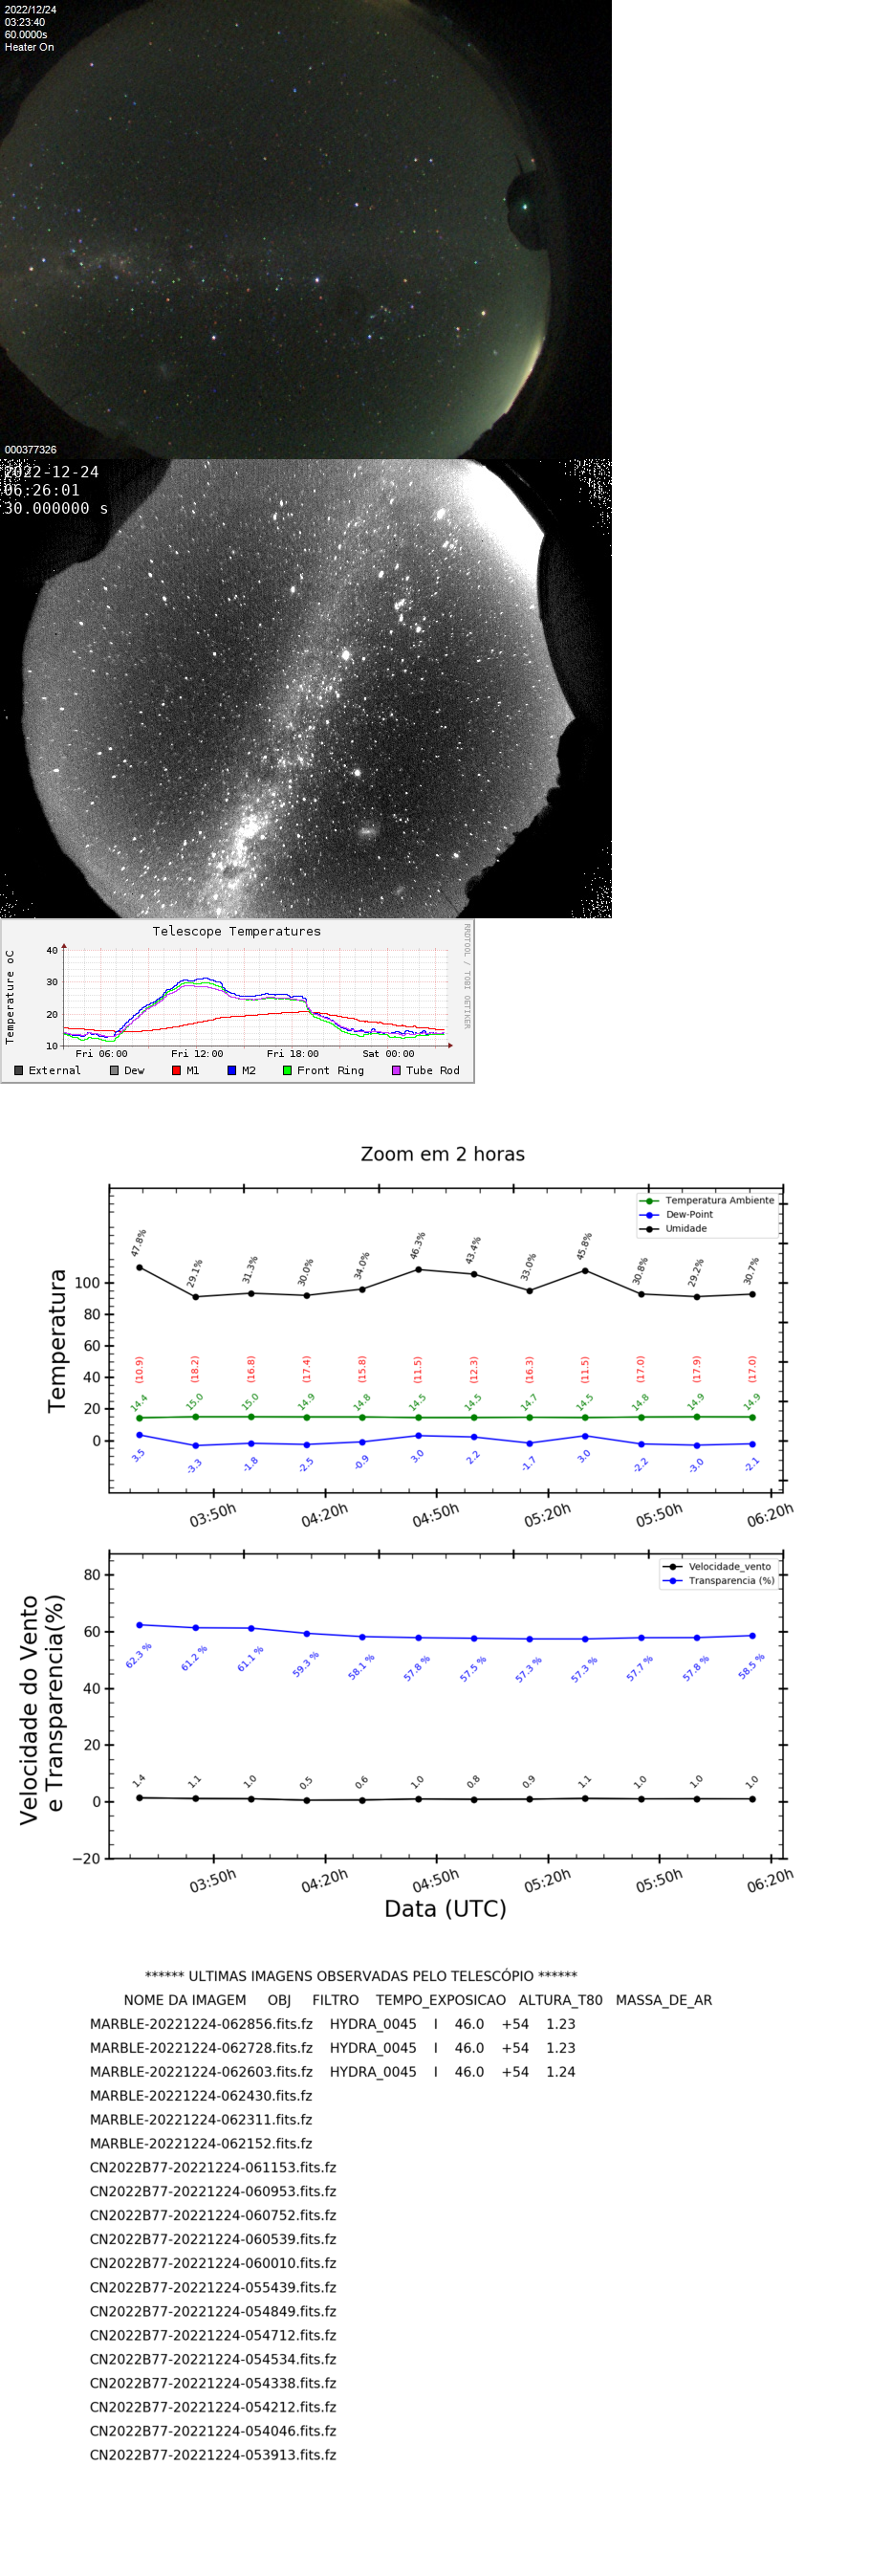 2022/12/24
03:23:40
60.0000s
Heater On
000377326
2022-12-24
06:26:01
30.000000 s
Telescope Temperatures
RRDTOOL / TOBI OETIKER
Temperature oC
40
30
20
10
Fri 06:00 Fri 12:00 Fri 18:00 Sat 00:00
External Dew M1 M2 Front Ring Tube Rod
Zoom em 2 horas
Temperatura Ambiente
Dew-Point
Umidade
Temperatura
100
80
60
40
20
0
47.8% 29.1% 31.3% 30.0% 34.0% 46.3% 43.4% 33.0% 45.8% 30.8% 29.2% 30.7%
(10.9) (18.2) (16.8) (17.4) (15.8) (11.5) (12.3) (16.3) (11.5) (17.0) (17.9) (17.0)
14.4 15.0 15.0 14.9 14.8 14.5 14.5 14.7 14.5 14.8 14.9 14.9
3.5 -3.3 -1.8 -2.5 -0.9 3.0 2.2 -1.7 3.0 -2.2 -3.0 -2.1
03:50h 04:20h 04:50h 05:20h 05:50h 06:20h
Velocidade_vento
Transparencia (%)
Velocidade do Vento
e Transparencia(%)
80
60
40
20
0
−20
62.3 % 61.2 % 61.1 % 59.3 % 58.1 % 57.8 % 57.5 % 57.3 % 57.3 % 57.7 % 57.8 % 58.5 %
1.4 1.1 1.0 0.5 0.6 1.0 0.8 0.9 1.1 1.0 1.0 1.0
03:50h 04:20h 04:50h 05:20h 05:50h 06:20h
Data (UTC)
****** ULTIMAS IMAGENS OBSERVADAS PELO TELESCÓPIO ******
NOME DA IMAGEM OBJ FILTRO TEMPO_EXPOSICAO ALTURA_T80 MASSA_DE_AR
MARBLE-20221224-062856.fits.fz HYDRA_0045 I 46.0 +54 1.23
MARBLE-20221224-062728.fits.fz HYDRA_0045 I 46.0 +54 1.23
MARBLE-20221224-062603.fits.fz HYDRA_0045 I 46.0 +54 1.24
MARBLE-20221224-062430.fits.fz
MARBLE-20221224-062311.fits.fz
MARBLE-20221224-062152.fits.fz
CN2022B77-20221224-061153.fits.fz
CN2022B77-20221224-060953.fits.fz
CN2022B77-20221224-060752.fits.fz
CN2022B77-20221224-060539.fits.fz
CN2022B77-20221224-060010.fits.fz
CN2022B77-20221224-055439.fits.fz
CN2022B77-20221224-054849.fits.fz
CN2022B77-20221224-054712.fits.fz
CN2022B77-20221224-054534.fits.fz
CN2022B77-20221224-054338.fits.fz
CN2022B77-20221224-054212.fits.fz
CN2022B77-20221224-054046.fits.fz
CN2022B77-20221224-053913.fits.fz